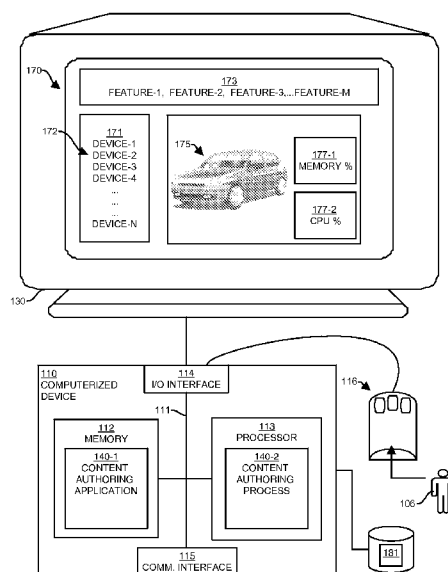 170
173
FEATURE-1, FEATURE-2, FEATURE-3,...FEATURE-M
172
171
DEVICE-1
DEVICE-2
DEVICE-3
DEVICE-4
...
...
...
DEVICE-N
175
177-1
MEMORY %
177-2
CPU %
130
110
COMPUTERIZED
DEVICE
114
I/O INTERFACE
111
116
112
MEMORY
140-1
CONTENT
AUTHORING
APPLICATION
113
PROCESSOR
140-2
CONTENT
AUTHORING
PROCESS
106
115
COMM. INTERFACE
181